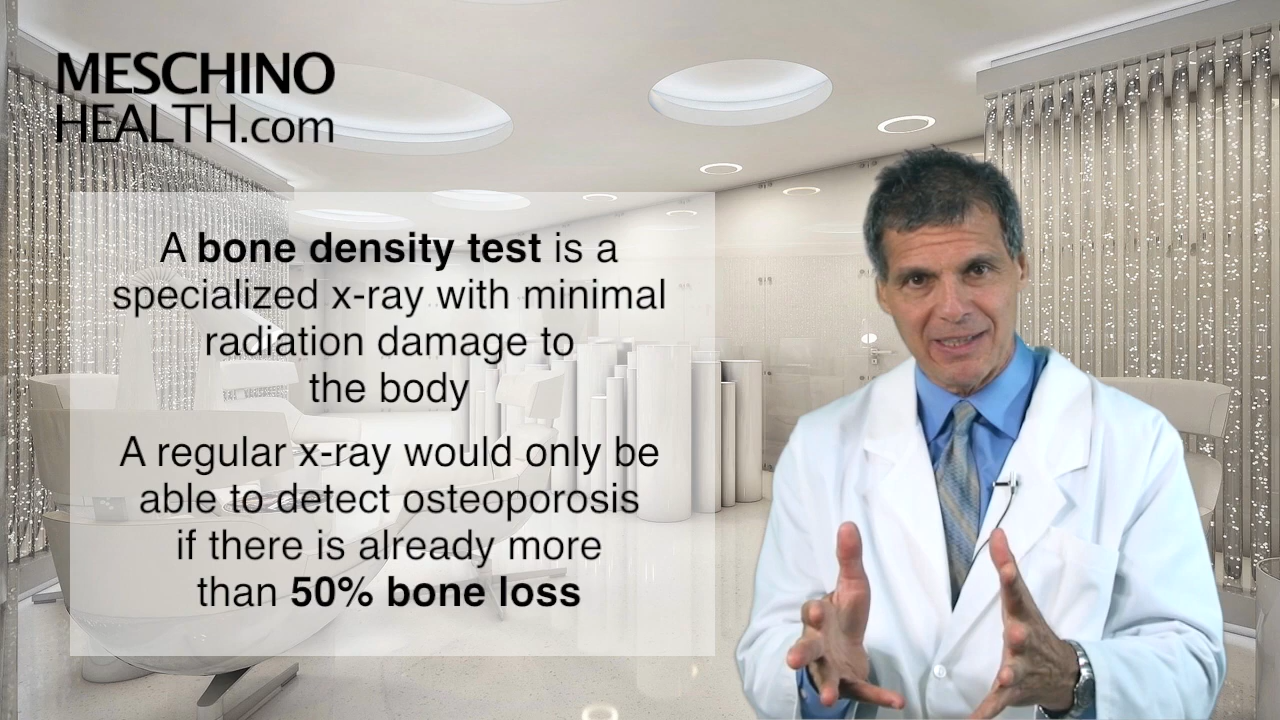 MESCHINO
HEALTH.com
A bone density test is a
specialized x-ray with minimal
radiation damage to
the body
A regular x-ray would only be
able to detect osteoporosis
if there is already more
than 50% bone loss